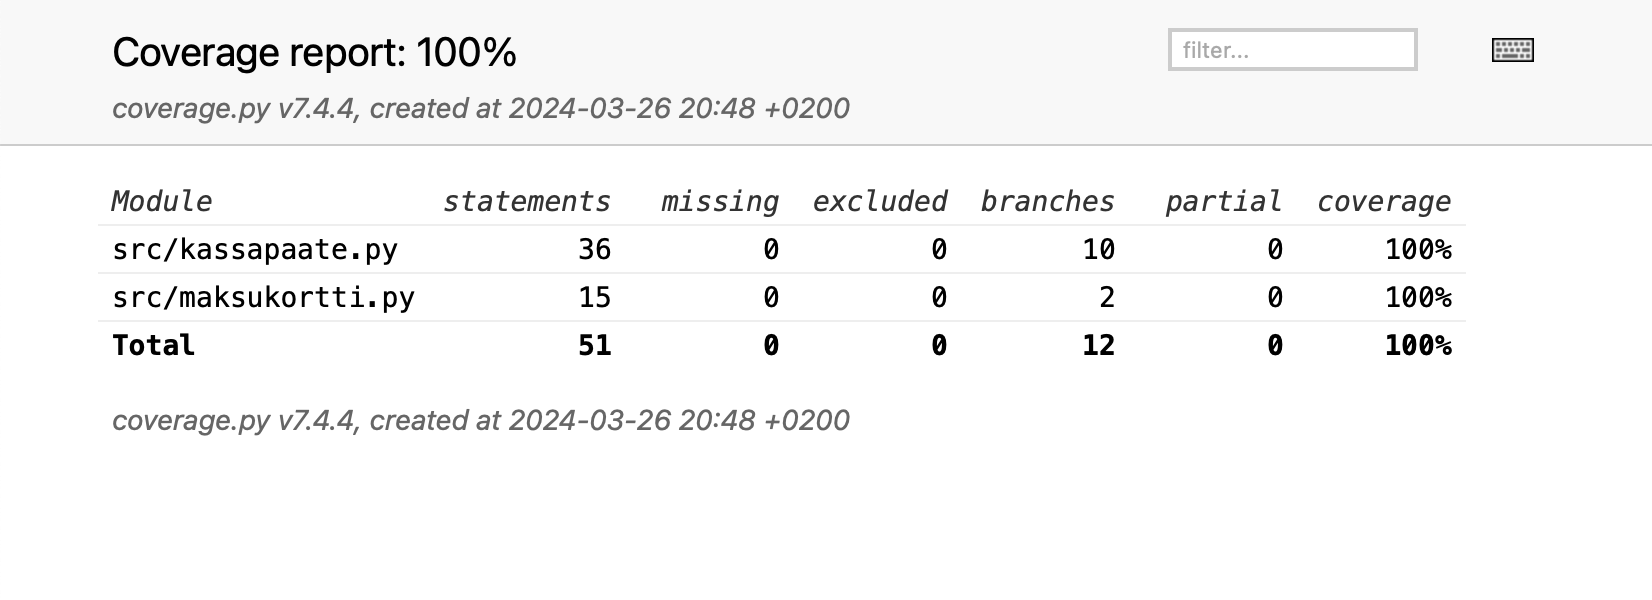 Coverage report: 100%
filter...
coverage.py v7.4.4, created at 2024-03-26 20:48 +0200
Module statements missing excluded branches partial coverage
src/kassapaate.py 36 0 0 10 0 100%
src/maksukortti.py 15 0 0 2 0 100%
Total 51 0 0 12 0 100%
coverage.py v7.4.4, created at 2024-03-26 20:48 +0200